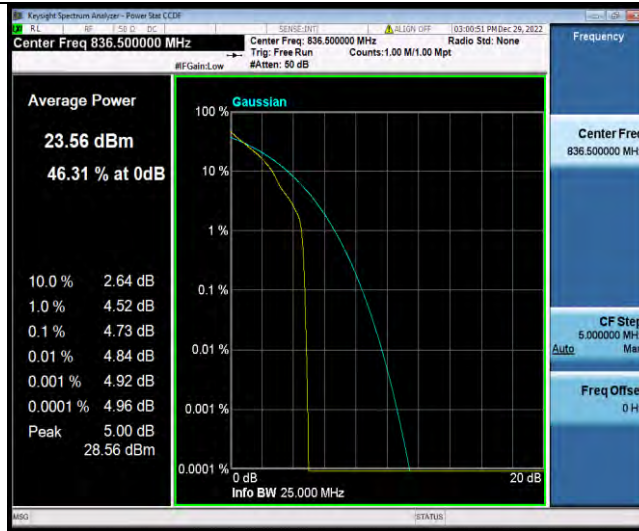 Keysight Spectrum Analyzer - Power Stat CCDF
RL RF 50 Ω DC SENSE:INT ALIGN OFF 03:00:51 PM Dec 29, 2022
Center Freq 836.500000 MHz
Center Freq: 836.500000 MHz Radio Std: None
Trig: Free Run Counts:1.00 M/1.00 Mpt
#IFGain:Low #Atten: 50 dB
Frequency
Average Power
23.56 dBm
46.31 % at 0dB
10.0 % 2.64 dB
1.0 % 4.52 dB
0.1 % 4.73 dB
0.01 % 4.84 dB
0.001 % 4.92 dB
0.0001 % 4.96 dB
Peak 5.00 dB
28.56 dBm
Gaussian
100 %
10 %
1 %
0.1 %
0.01 %
0.001 %
0.0001 %
0 dB 20 dB
Info BW 25.000 MHz
Center Fre
836.500000 MH
CF Step
5.000000 MH
Auto Ma
Freq Offse
0 H
MSG STATUS